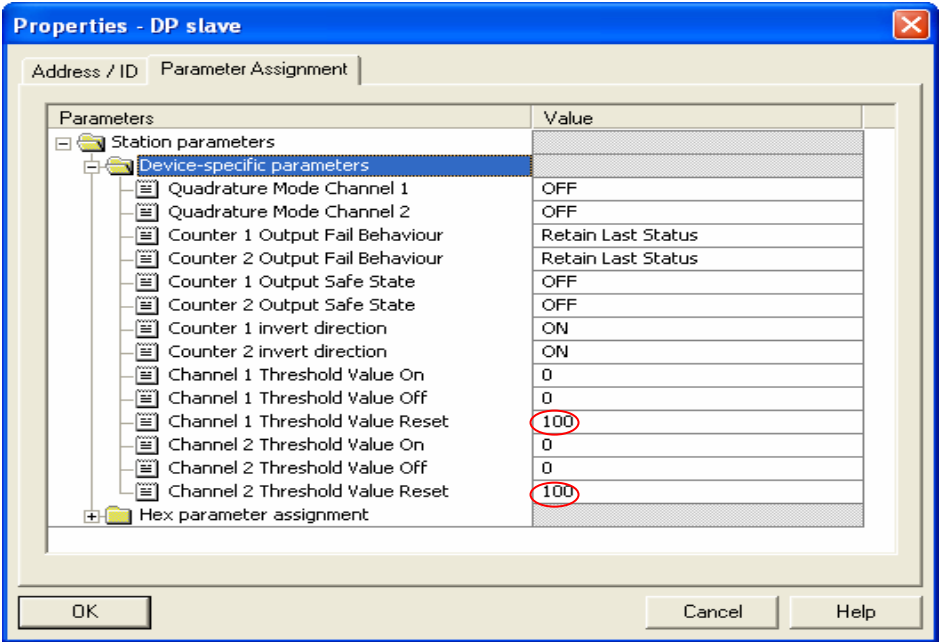 Properties - DP slave
Address / ID Parameter Assignment
Parameters Value
Station parameters
Device-specific parameters
Quadrature Mode Channel 1 OFF
Quadrature Mode Channel 2 OFF
Counter 1 Output Fail Behaviour Retain Last Status
Counter 2 Output Fail Behaviour Retain Last Status
Counter 1 Output Safe State OFF
Counter 2 Output Safe State OFF
Counter 1 invert direction ON
Counter 2 invert direction ON
Channel 1 Threshold Value On 0
Channel 1 Threshold Value Off 0
Channel 1 Threshold Value Reset 100
Channel 2 Threshold Value On 0
Channel 2 Threshold Value Off 0
Channel 2 Threshold Value Reset 100
Hex parameter assignment
OK Cancel Help